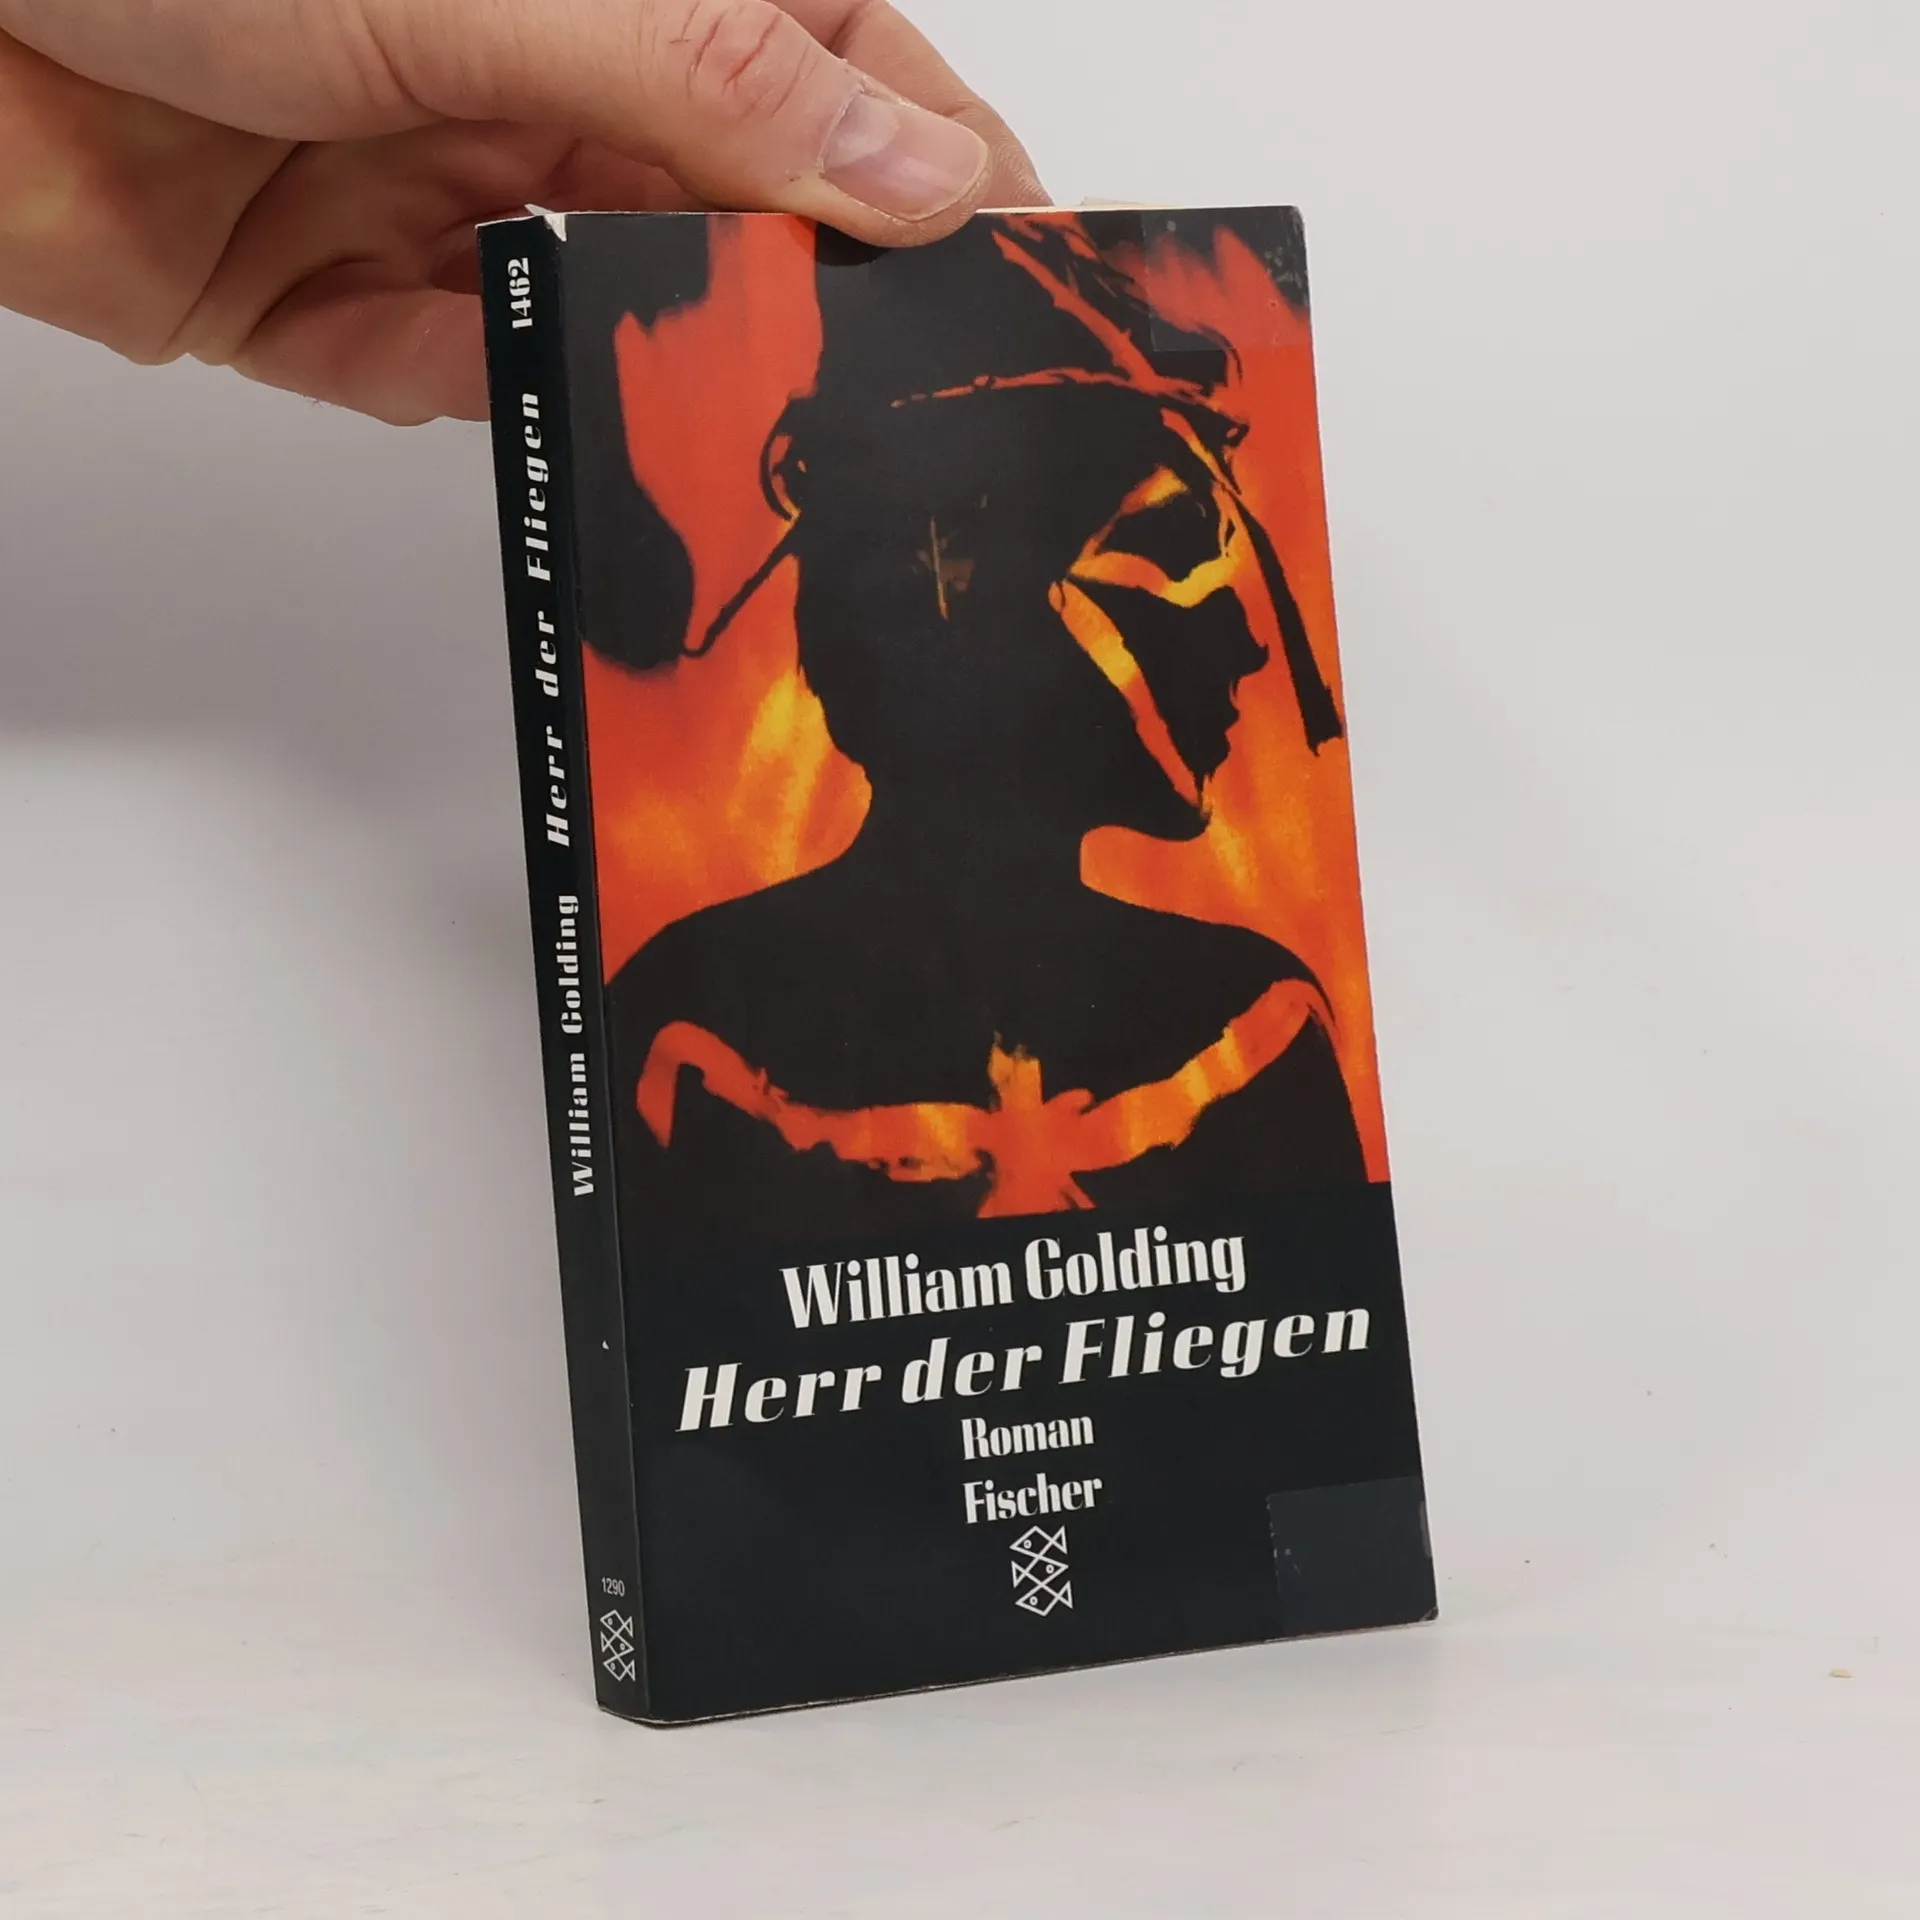 1462
William Golding Herr der Fliegen
1290
William Golding
Herr der Fliegen
Roman
Fischer